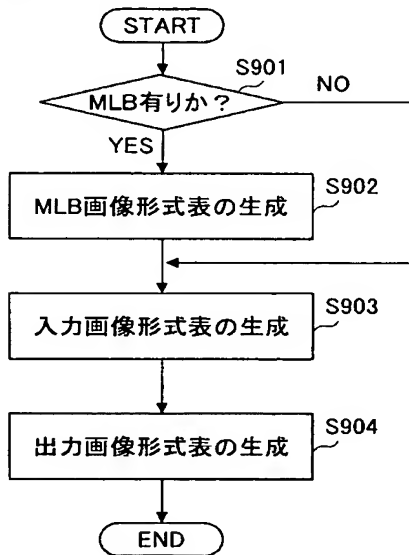 START
S901
MLB有りか？
NO
YES
S902
MLB画像形式表の生成
S903
入力画像形式表の生成
S904
出力画像形式表の生成
END